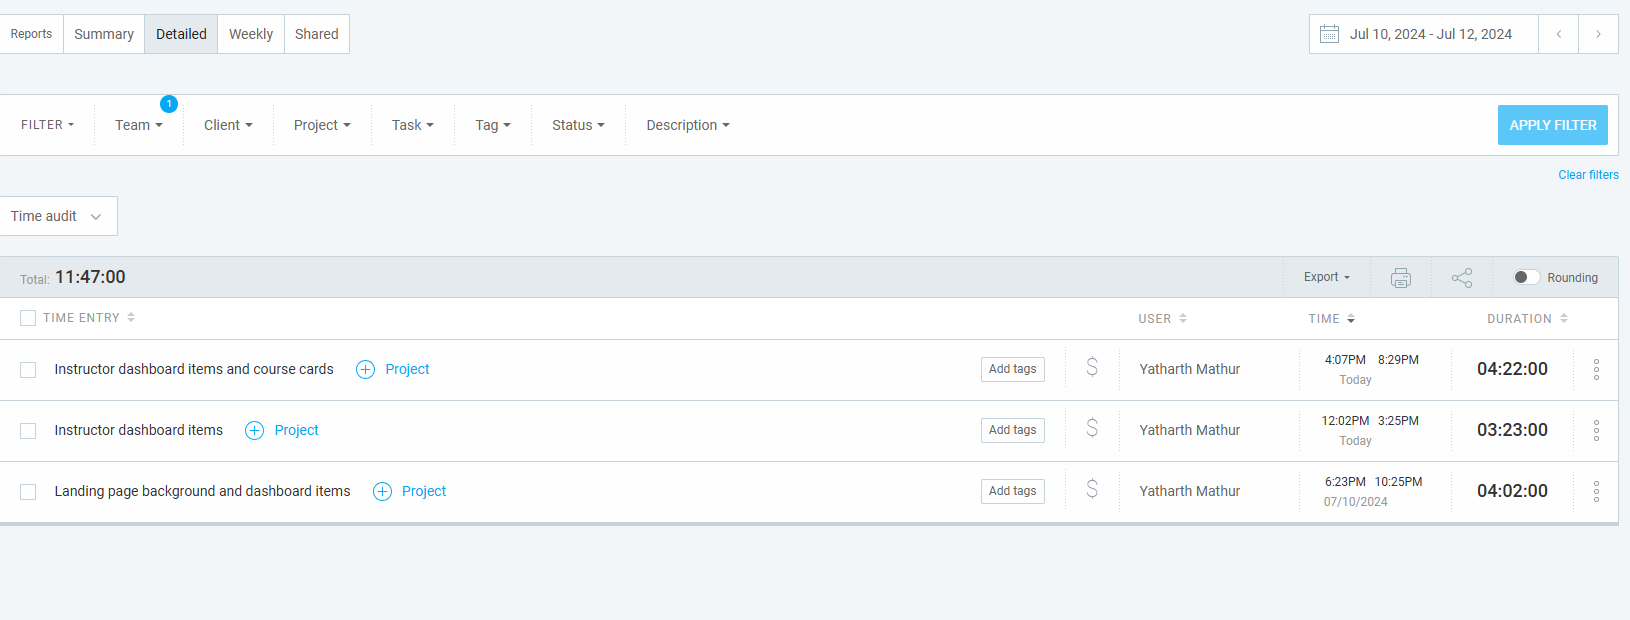 Reports Summary Detailed Weekly Shared Jul 10, 2024 - Jul 12, 2024
1
FILTER Team Client Project Task Tag Status Description APPLY FILTER
Clear filters
Time audit
Total: 11:47:00 Export Rounding
TIME ENTRY USER TIME DURATION
Instructor dashboard items and course cards Project Add tags $ Yatharth Mathur 4:07PM 8:29PM 04:22:00
Today
Instructor dashboard items Project Add tags $ Yatharth Mathur 12:02PM 3:25PM 03:23:00
Today
Landing page background and dashboard items Project Add tags $ Yatharth Mathur 6:23PM 10:25PM 04:02:00
07/10/2024